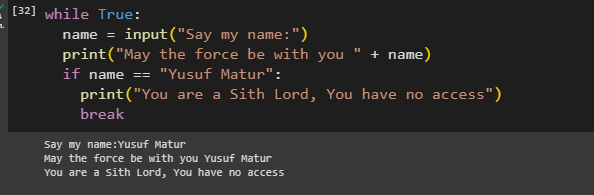 [32] while True:
name = input("Say my name:")
print("May the force be with you " + name)
if name == "Yusuf Matur":
print("You are a Sith Lord, You have no access")
break
Say my name:Yusuf Matur
May the force be with you Yusuf Matur
You are a Sith Lord, You have no access